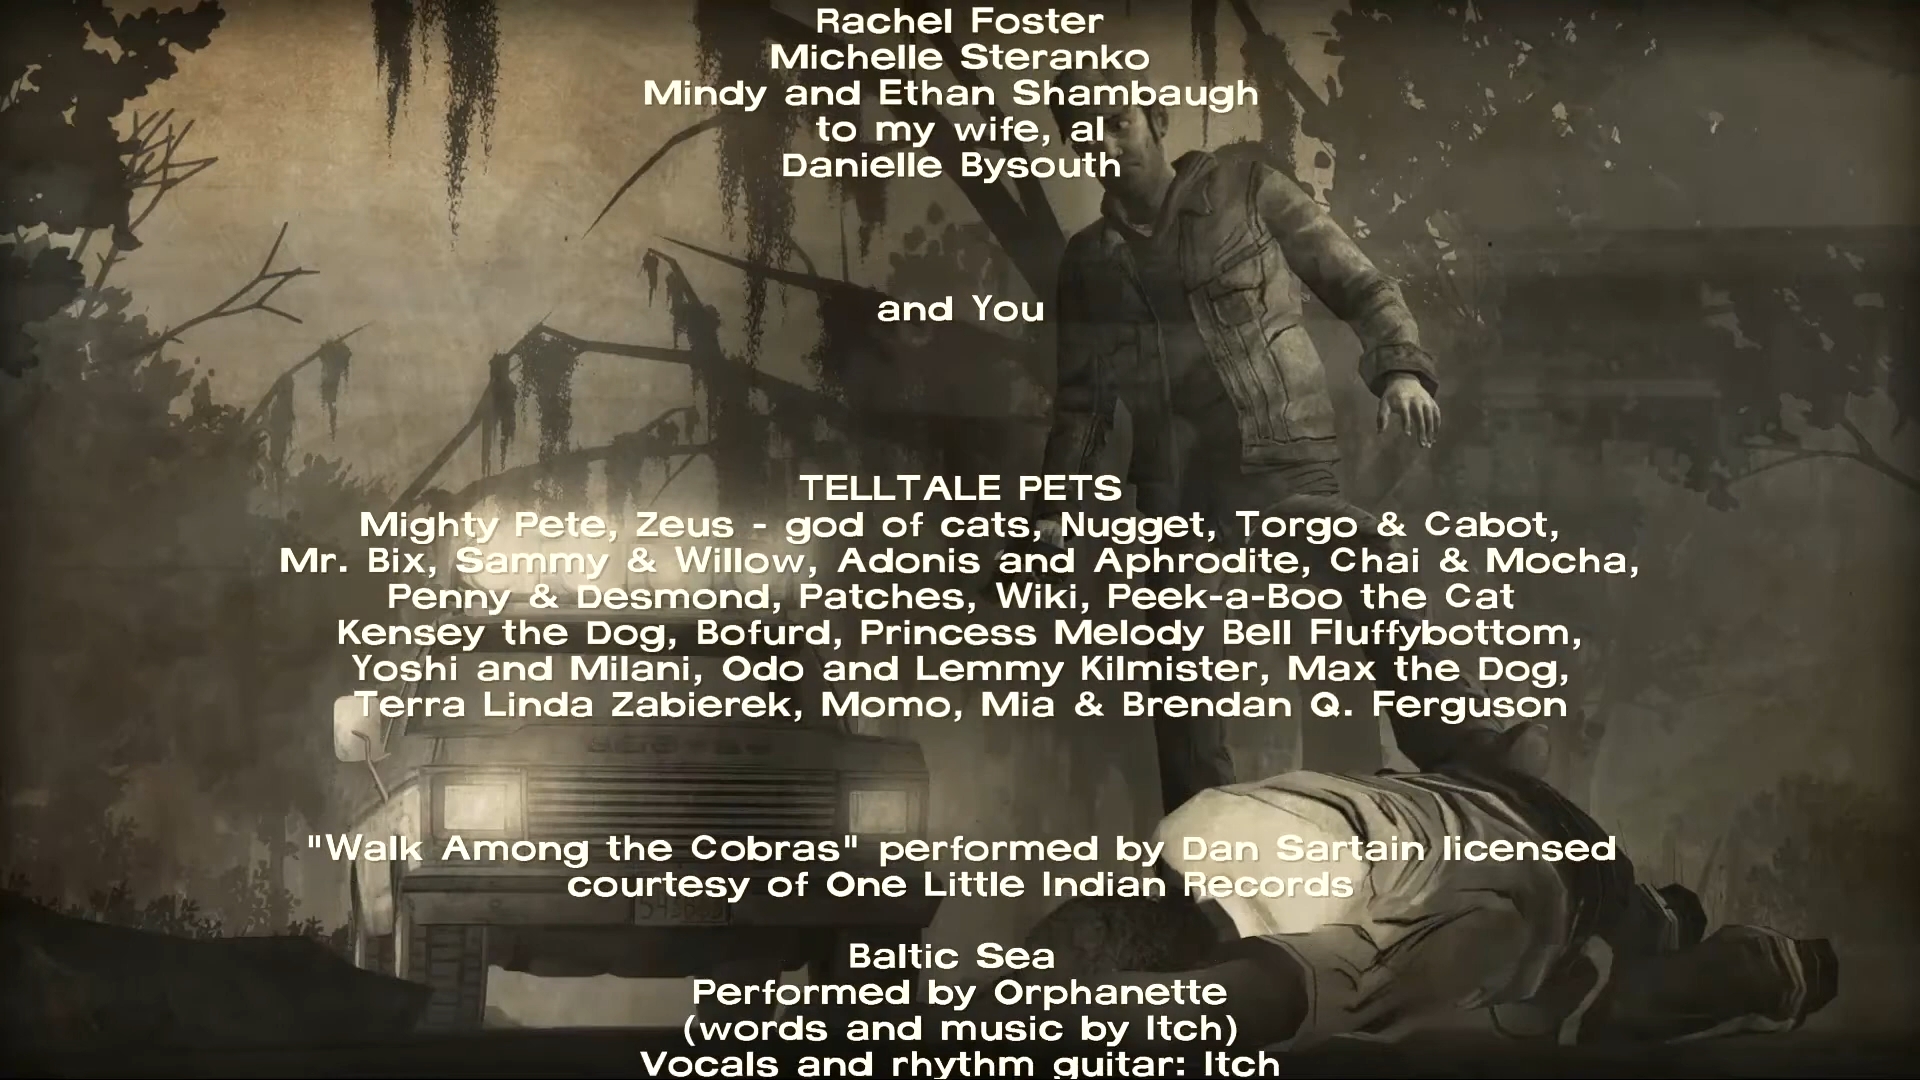 Rachel Foster
Michelle Steranko
Mindy and Ethan Shambaugh
to my wife, al
Danielle Bysouth
and You
TELLTALE PETS
Mighty Pete, Zeus - god of cats, Nugget, Torgo & Cabot,
Mr. Bix, Sammy & Willow, Adonis and Aphrodite, Chai & Mocha,
Penny & Desmond, Patches, Wiki, Peek-a-Boo the Cat
Kensey the Dog, Bofurd, Princess Melody Bell Fluffybottom,
Yoshi and Milani, Odo and Lemmy Kilmister, Max the Dog,
Terra Linda Zabierek, Momo, Mia & Brendan Q. Ferguson
"Walk Among the Cobras" performed by Dan Sartain licensed
courtesy of One Little Indian Records
Baltic Sea
Performed by Orphanette
(words and music by Itch)
Vocals and rhythm guitar: Itch